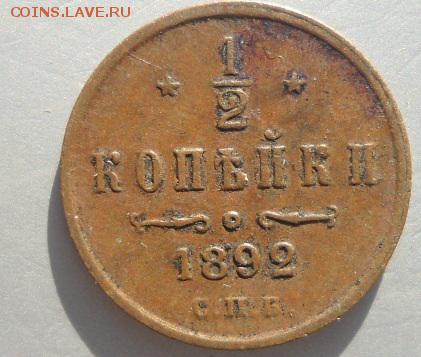 COINS.LAVE.RU
1/2
КОПѢЙКИ
1892
С.П.Б.